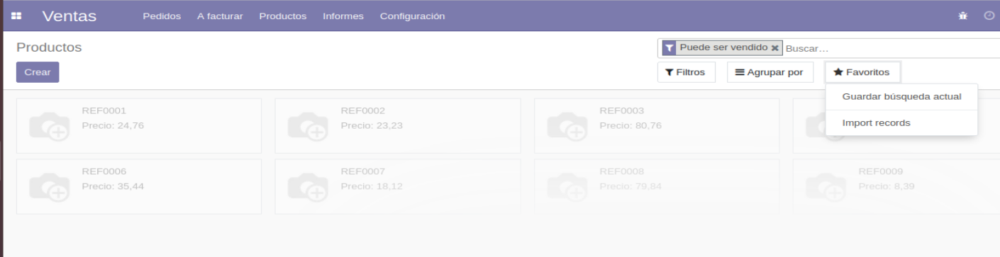 Ventas Pedidos A facturar Productos Informes Configuración
Productos
Puede ser vendido Buscar...
Crear
Filtros Agrupar por Favoritos
Guardar búsqueda actual
Import records
REF0001
Precio: 24,76
REF0002
Precio: 23,23
REF0003
Precio: 80,76
REF0006
Precio: 35,44
REF0007
Precio: 18,12
REF0008
Precio: 79,84
REF0009
Precio: 8,39